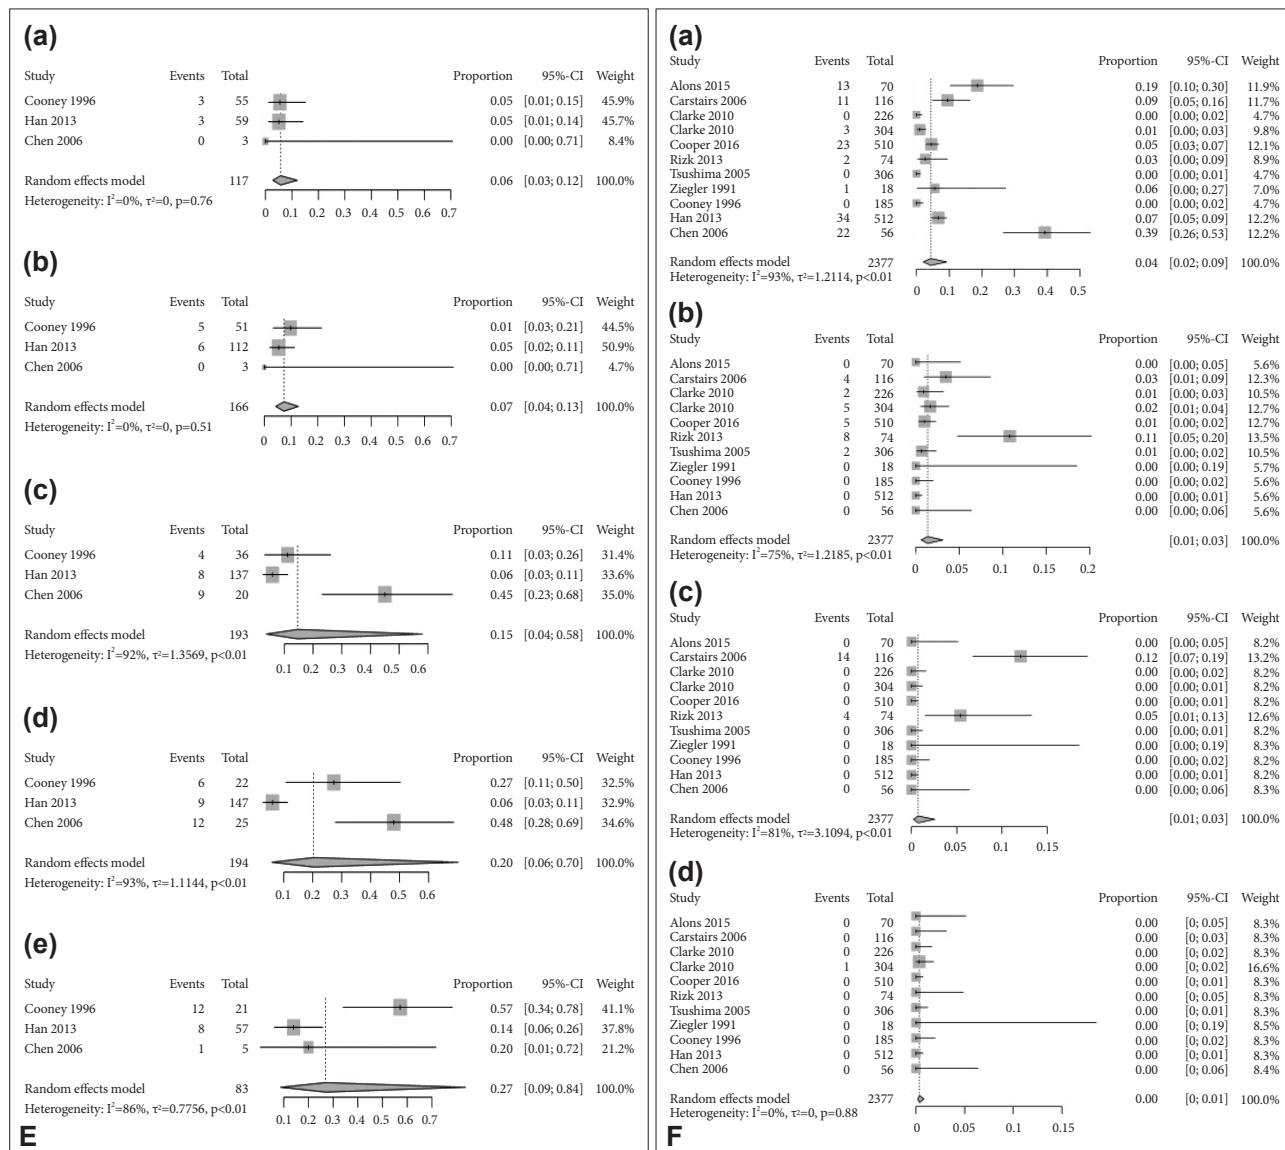 (a)
Study Events Total Proportion 95%-CI Weight
Cooney 1996 3 55 0.05 [0.01; 0.15] 45.9%
Han 2013 3 59 0.05 [0.01; 0.14] 45.7%
Chen 2006 0 3 0.00 [0.00; 0.71] 8.4%
Random effects model 117 0.06 [0.03; 0.12] 100.0%
Heterogeneity: I²=0%, τ²=0, p=0.76
0 0.1 0.2 0.3 0.4 0.5 0.6 0.7
(b)
Study Events Total Proportion 95%-CI Weight
Cooney 1996 5 51 0.01 [0.03; 0.21] 44.5%
Han 2013 6 112 0.05 [0.02; 0.11] 50.9%
Chen 2006 0 3 0.00 [0.00; 0.71] 4.7%
Random effects model 166 0.07 [0.04; 0.13] 100.0%
Heterogeneity: I²=0%, τ²=0, p=0.51
0 0.1 0.2 0.3 0.4 0.5 0.6 0.7
(c)
Study Events Total Proportion 95%-CI Weight
Cooney 1996 4 36 0.11 [0.03; 0.26] 31.4%
Han 2013 8 137 0.06 [0.03; 0.11] 33.6%
Chen 2006 9 20 0.45 [0.23; 0.68] 35.0%
Random effects model 193 0.15 [0.04; 0.58] 100.0%
Heterogeneity: I²=92%, τ²=1.3569, p<0.01
0.1 0.2 0.3 0.4 0.5 0.6
(d)
Study Events Total Proportion 95%-CI Weight
Cooney 1996 6 22 0.27 [0.11; 0.50] 32.5%
Han 2013 9 147 0.06 [0.03; 0.11] 32.9%
Chen 2006 12 25 0.48 [0.28; 0.69] 34.6%
Random effects model 194 0.20 [0.06; 0.70] 100.0%
Heterogeneity: I²=93%, τ²=1.1144, p<0.01
0.1 0.2 0.3 0.4 0.5 0.6
(e)
Study Events Total Proportion 95%-CI Weight
Cooney 1996 12 21 0.57 [0.34; 0.78] 41.1%
Han 2013 8 57 0.14 [0.06; 0.26] 37.8%
Chen 2006 1 5 0.20 [0.01; 0.72] 21.2%
Random effects model 83 0.27 [0.09; 0.84] 100.0%
Heterogeneity: I²=86%, τ²=0.7756, p<0.01
0.1 0.2 0.3 0.4 0.5 0.6 0.7
E
(a)
Study Events Total Proportion 95%-CI Weight
Alons 2015 13 70 0.19 [0.10; 0.30] 11.9%
Carstairs 2006 11 116 0.09 [0.05; 0.16] 11.7%
Clarke 2010 0 226 0.00 [0.00; 0.02] 4.7%
Clarke 2010 3 304 0.01 [0.00; 0.03] 9.8%
Cooper 2016 23 510 0.05 [0.03; 0.07] 12.1%
Rizk 2013 2 74 0.03 [0.00; 0.09] 8.9%
Tsushima 2005 0 306 0.00 [0.00; 0.01] 4.7%
Ziegler 1991 1 18 0.06 [0.00; 0.27] 7.0%
Cooney 1996 0 185 0.00 [0.00; 0.02] 4.7%
Han 2013 34 512 0.07 [0.05; 0.09] 12.2%
Chen 2006 22 56 0.39 [0.26; 0.53] 12.2%
Random effects model 2377 0.04 [0.02; 0.09] 100.0%
Heterogeneity: I²=93%, τ²=1.2114, p<0.01
0 0.1 0.2 0.3 0.4 0.5
(b)
Study Events Total Proportion 95%-CI Weight
Alons 2015 0 70 0.00 [0.00; 0.05] 5.6%
Carstairs 2006 4 116 0.03 [0.01; 0.09] 12.3%
Clarke 2010 2 226 0.01 [0.00; 0.03] 10.5%
Clarke 2010 5 304 0.02 [0.01; 0.04] 12.7%
Cooper 2016 5 510 0.01 [0.00; 0.02] 12.7%
Rizk 2013 8 74 0.11 [0.05; 0.20] 13.5%
Tsushima 2005 2 306 0.01 [0.00; 0.02] 10.5%
Ziegler 1991 0 18 0.00 [0.00; 0.19] 5.7%
Cooney 1996 0 185 0.00 [0.00; 0.02] 5.6%
Han 2013 0 512 0.00 [0.00; 0.01] 5.6%
Chen 2006 0 56 0.00 [0.00; 0.06] 5.6%
Random effects model 2377 [0.01; 0.03] 100.0%
Heterogeneity: I²=75%, τ²=1.2185, p<0.01
0 0.05 0.1 0.15 0.2
(c)
Study Events Total Proportion 95%-CI Weight
Alons 2015 0 70 0.00 [0.00; 0.05] 8.2%
Carstairs 2006 14 116 0.12 [0.07; 0.19] 13.2%
Clarke 2010 0 226 0.00 [0.00; 0.02] 8.2%
Clarke 2010 0 304 0.00 [0.00; 0.01] 8.2%
Cooper 2016 0 510 0.00 [0.00; 0.01] 8.2%
Rizk 2013 4 74 0.05 [0.01; 0.13] 12.6%
Tsushima 2005 0 306 0.00 [0.00; 0.01] 8.2%
Ziegler 1991 0 18 0.00 [0.00; 0.19] 8.3%
Cooney 1996 0 185 0.00 [0.00; 0.02] 8.2%
Han 2013 0 512 0.00 [0.00; 0.01] 8.2%
Chen 2006 0 56 0.00 [0.00; 0.06] 8.3%
Random effects model 2377 [0.01; 0.03] 100.0%
Heterogeneity: I²=81%, τ²=3.1094, p<0.01
0 0.05 0.1 0.15
(d)
Study Events Total Proportion 95%-CI Weight
Alons 2015 0 70 0.00 [0; 0.05] 8.3%
Carstairs 2006 0 116 0.00 [0; 0.03] 8.3%
Clarke 2010 0 226 0.00 [0; 0.02] 8.3%
Clarke 2010 1 304 0.00 [0; 0.02] 16.6%
Cooper 2016 0 510 0.00 [0; 0.01] 8.3%
Rizk 2013 0 74 0.00 [0; 0.05] 8.3%
Tsushima 2005 0 306 0.00 [0; 0.01] 8.3%
Ziegler 1991 0 18 0.00 [0; 0.19] 8.5%
Cooney 1996 0 185 0.00 [0; 0.02] 8.3%
Han 2013 0 512 0.00 [0; 0.01] 8.3%
Chen 2006 0 56 0.00 [0; 0.06] 8.4%
Random effects model 2377 0.00 [0; 0.01] 100.0%
Heterogeneity: I²=0%, τ²=0, p=0.88
0 0.05 0.1 0.15
F